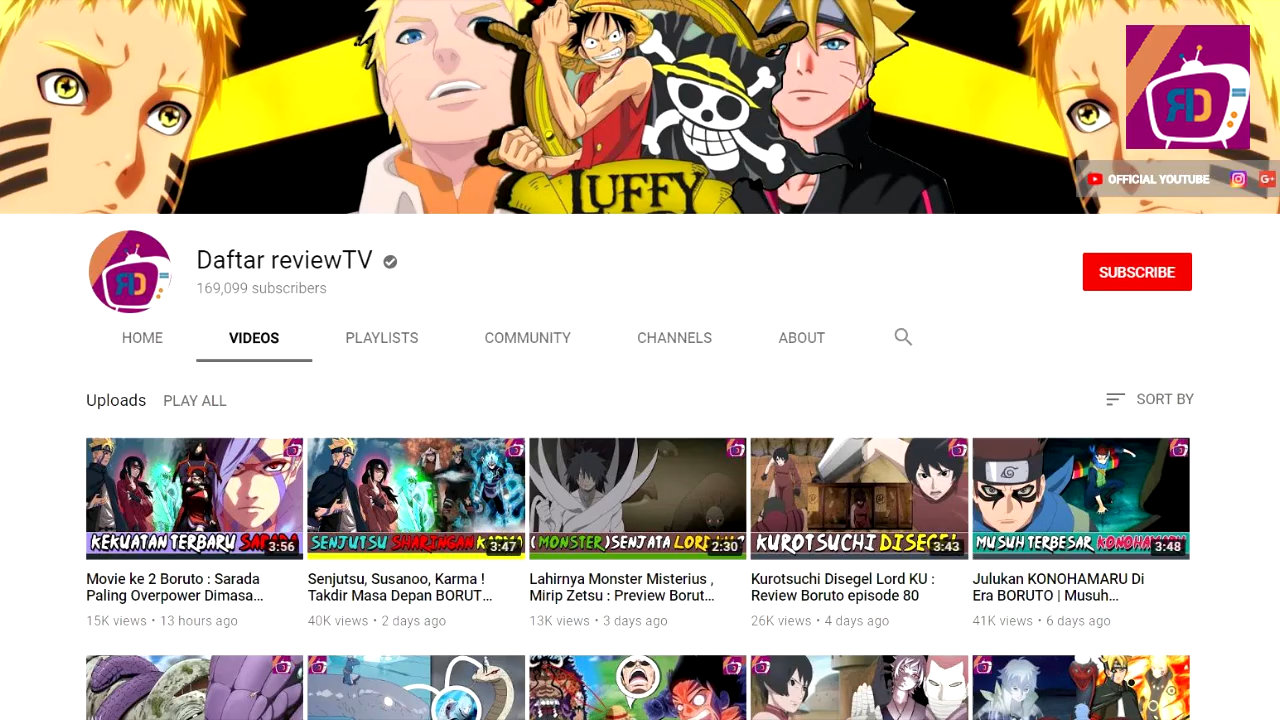 LUFFY
OFFICIAL YOUTUBE
Daftar reviewTV
169,099 subscribers
SUBSCRIBE
HOME VIDEOS PLAYLISTS COMMUNITY CHANNELS ABOUT
Uploads PLAY ALL SORT BY
KEKUATAN TERBARU SARADA 3:56
SENJUTSU SHARINGAN KARMA 3:47
(MONSTER) SENJATA LORD 2:30
KUROTSUCHI DISEGEL 3:43
MUSUH TERBESAR KONOHAMARU 3:48
Movie ke 2 Boruto : Sarada
Paling Overpower Dimasa...
15K views • 13 hours ago
Senjutsu, Susanoo, Karma !
Takdir Masa Depan BORUT...
40K views • 2 days ago
Lahirnya Monster Misterius ,
Mirip Zetsu : Preview Borut...
13K views • 3 days ago
Kurotsuchi Disegel Lord KU :
Review Boruto episode 80
26K views • 4 days ago
Julukan KONOHAMARU Di
Era BORUTO | Musuh...
41K views • 6 days ago